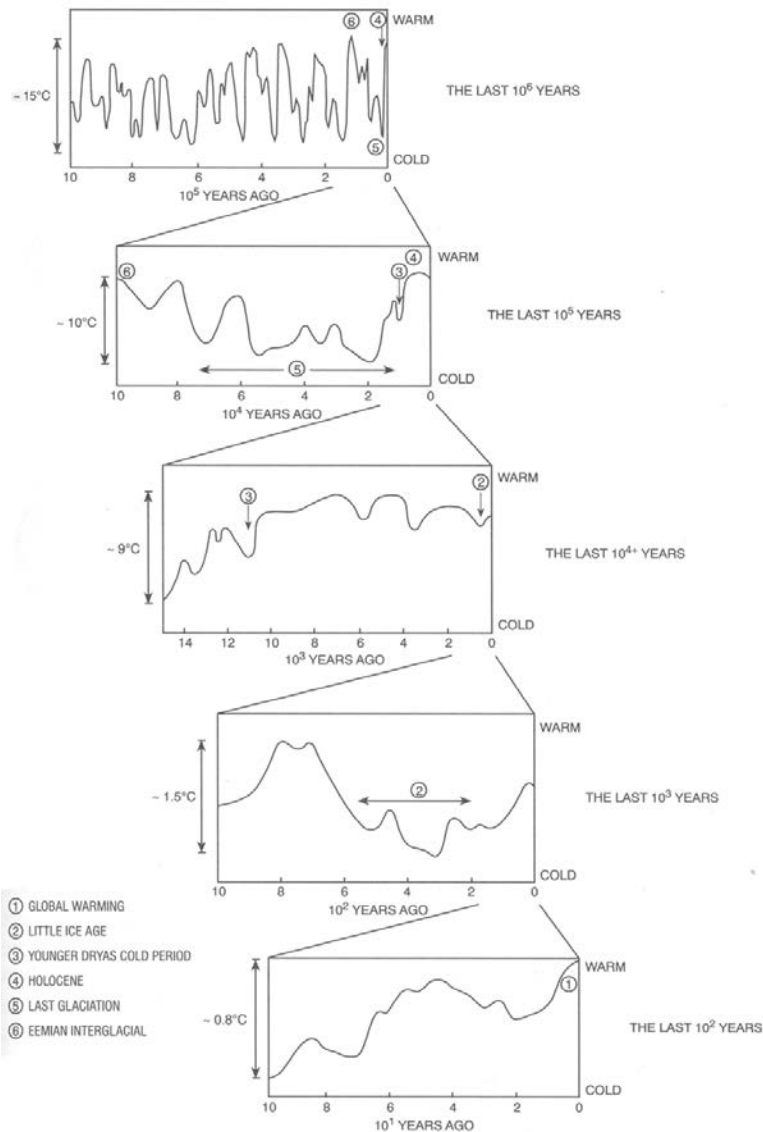 ⑥ ④ WARM
~ 15°C
THE LAST 10⁶ YEARS
⑤
COLD
10 8 6 4 2 0
10⁵ YEARS AGO
WARM
⑥ ③ ④
~ 10°C
THE LAST 10⁵ YEARS
⑤
COLD
10 8 6 4 2 0
10⁴ YEARS AGO
WARM
③ ②
~ 9°C
THE LAST 10⁴⁺ YEARS
COLD
14 12 10 8 6 4 2 0
10³ YEARS AGO
WARM
②
~ 1.5°C
THE LAST 10³ YEARS
COLD
10 8 6 4 2 0
10² YEARS AGO
① GLOBAL WARMING
② LITTLE ICE AGE
③ YOUNGER DRYAS COLD PERIOD
④ HOLOCENE
⑤ LAST GLACIATION
⑥ EEMIAN INTERGLACIAL
WARM
①
~ 0.8°C
THE LAST 10² YEARS
COLD
10 8 6 4 2 0
10¹ YEARS AGO